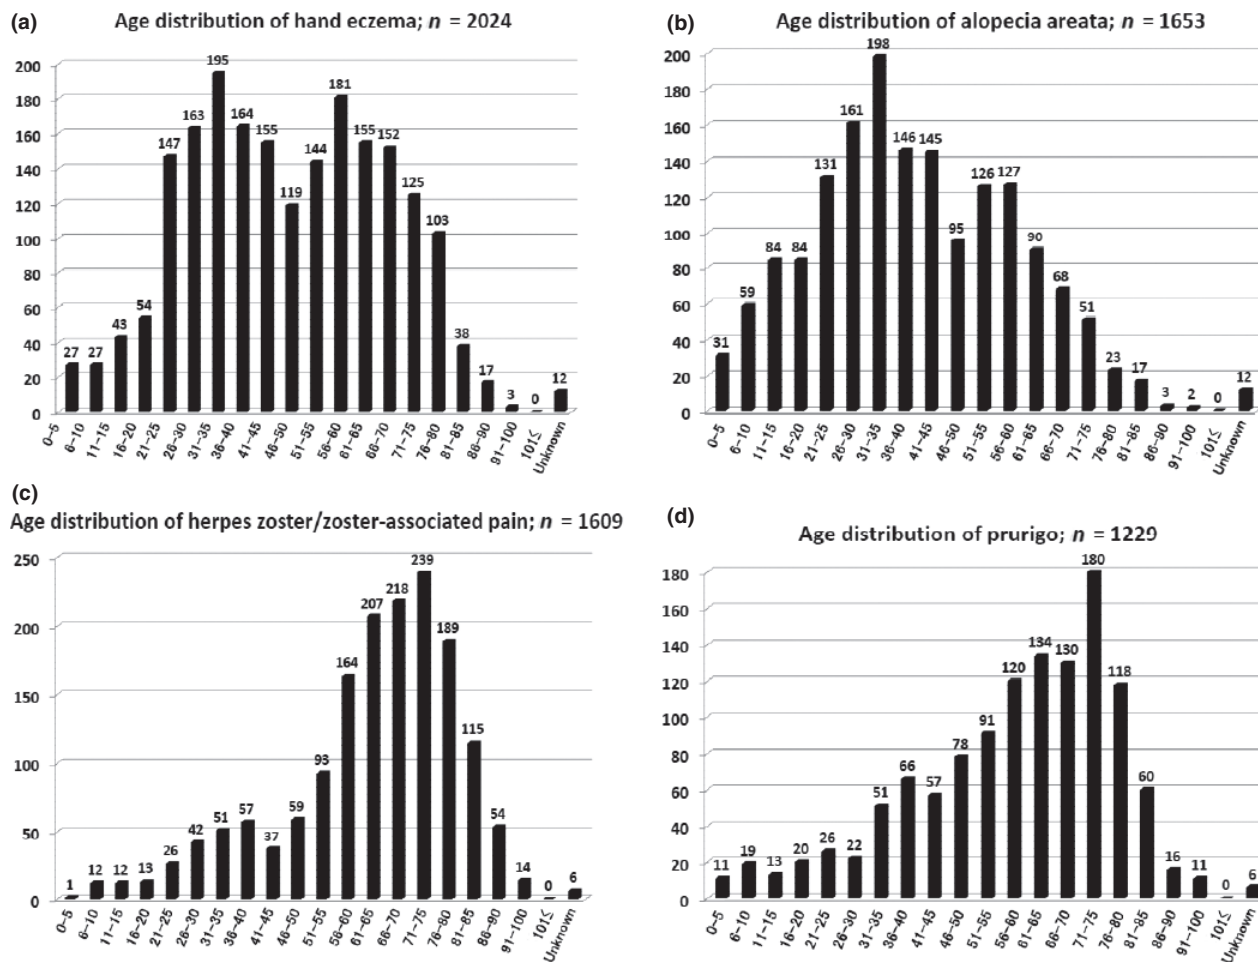 (a)
Age distribution of hand eczema; n = 2024
200
180
160
140
120
100
80
60
40
20
0
27 27 43 54 147 163 195 164 155 119 144 181 155 152 125 103 38 17 3 0 12
0–5 6–10 11–15 16–20 21–25 26–30 31–35 36–40 41–45 46–50 51–55 56–60 61–65 66–70 71–75 76–80 81–85 86–90 91–100 101≤ Unknown
(b)
Age distribution of alopecia areata; n = 1653
200
180
160
140
120
100
80
60
40
20
0
31 59 84 84 131 161 198 146 145 95 126 127 90 68 51 23 17 3 2 0 12
0–5 6–10 11–15 16–20 21–25 26–30 31–35 36–40 41–45 46–50 51–55 56–60 61–65 66–70 71–75 76–80 81–85 86–90 91–100 101≤ Unknown
(c)
Age distribution of herpes zoster/zoster-associated pain; n = 1609
250
200
150
100
50
0
1 12 12 13 26 42 51 57 37 59 93 164 207 218 239 189 115 54 14 0 6
0–5 6–10 11–15 16–20 21–25 26–30 31–35 36–40 41–45 46–50 51–55 56–60 61–65 66–70 71–75 76–80 81–85 86–90 91–100 101≤ Unknown
(d)
Age distribution of prurigo; n = 1229
180
160
140
120
100
80
60
40
20
0
11 19 13 20 26 22 51 66 57 78 91 120 134 130 180 118 60 16 11 0 6
0–5 6–10 11–15 16–20 21–25 26–30 31–35 36–40 41–45 46–50 51–55 56–60 61–65 66–70 71–75 76–80 81–85 86–90 91–100 101≤ Unknown